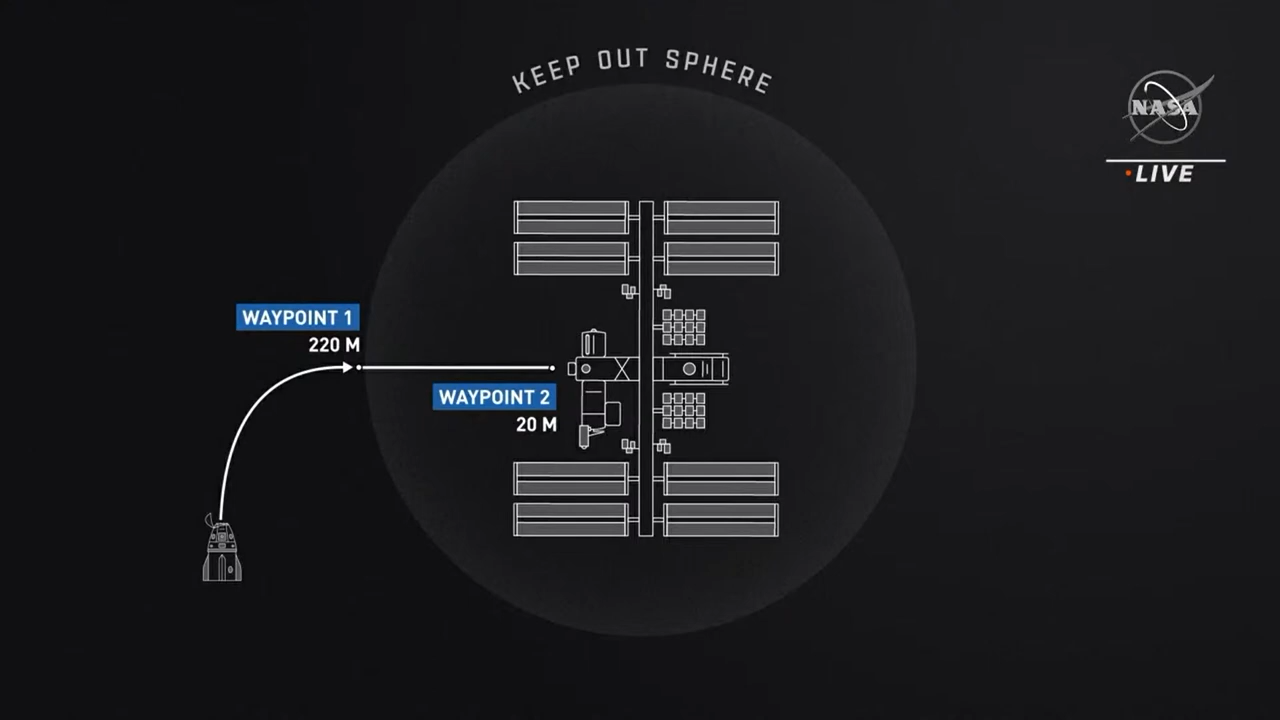 KEEP OUT SPHERE
NASA
LIVE
WAYPOINT 1
220 M
WAYPOINT 2
20 M